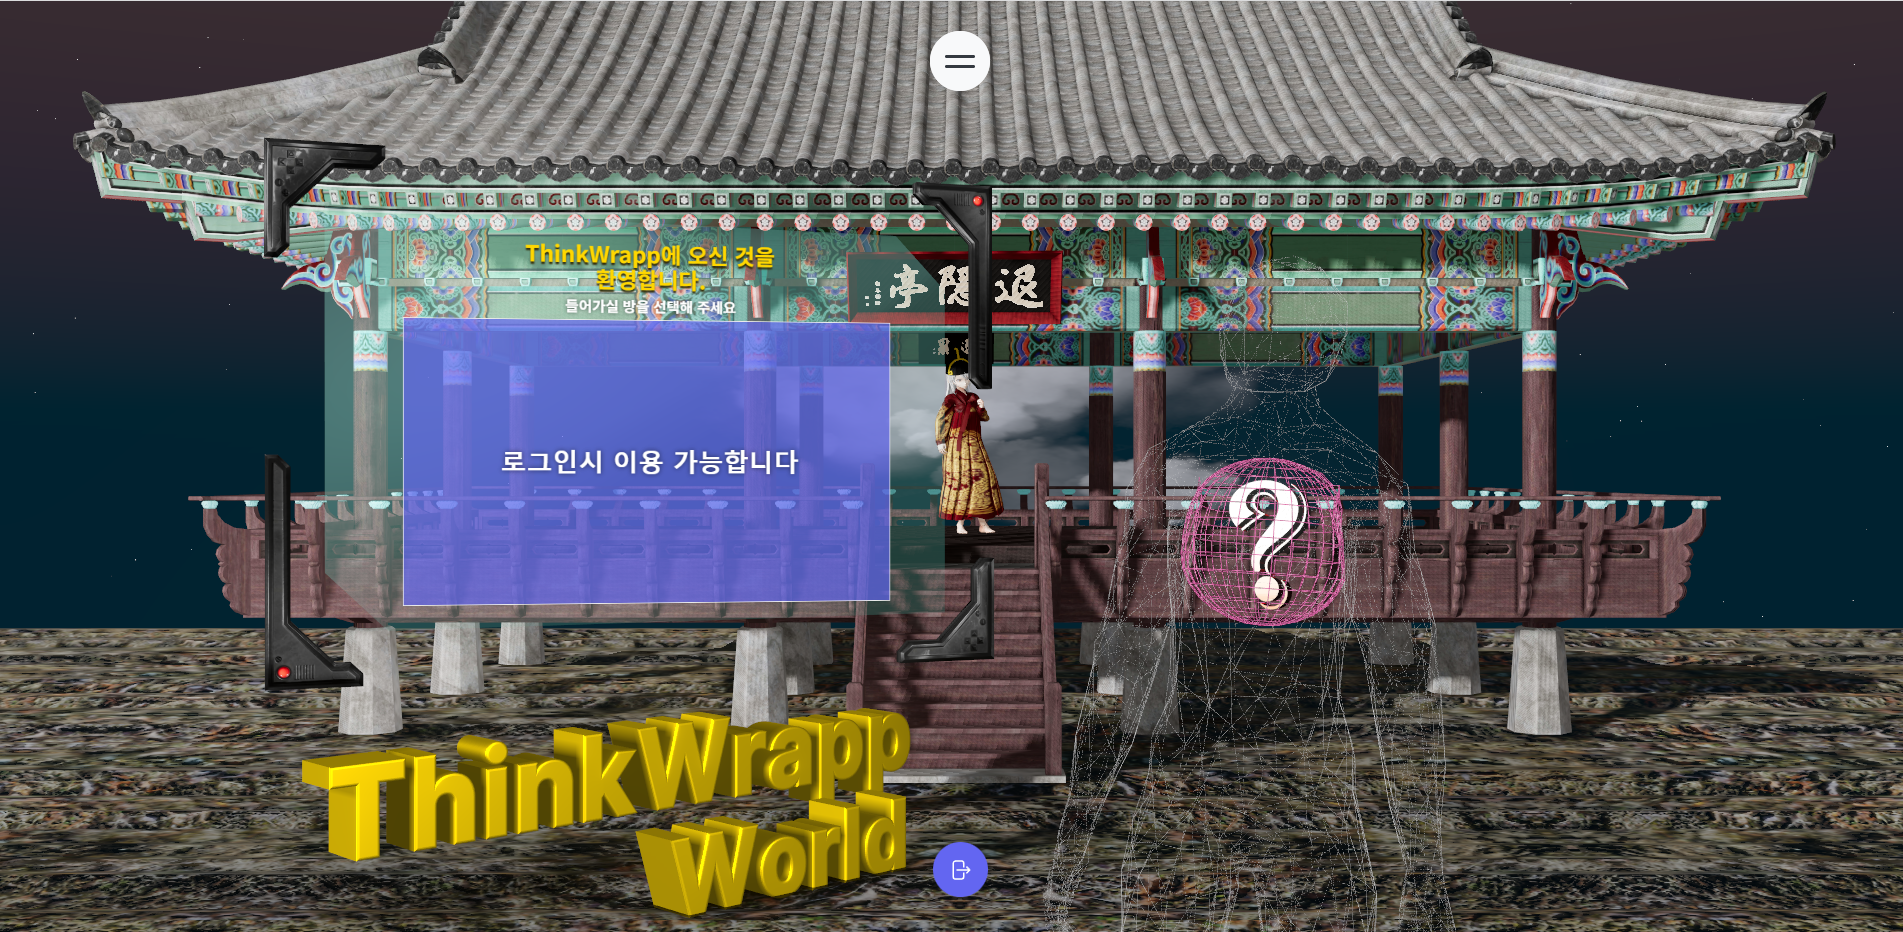 ThinkWrapp에 오신 것을
환영합니다.
들어가실 방을 선택해 주세요
亭隱退
로그인시 이용 가능합니다
?
ThinkWrapp
World